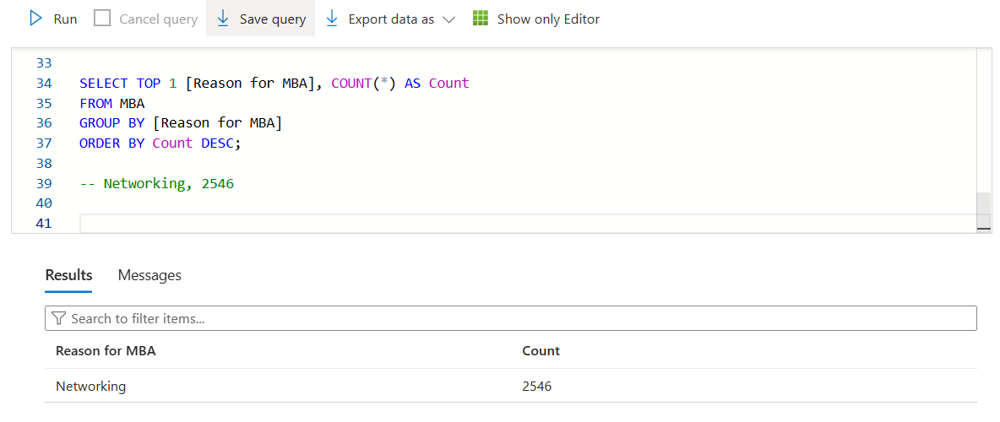 Run Cancel query Save query Export data as Show only Editor
33
34 SELECT TOP 1 [Reason for MBA], COUNT(*) AS Count
35 FROM MBA
36 GROUP BY [Reason for MBA]
37 ORDER BY Count DESC;
38
39 -- Networking, 2546
40
41
Results Messages
Search to filter items...
Reason for MBA Count
Networking 2546